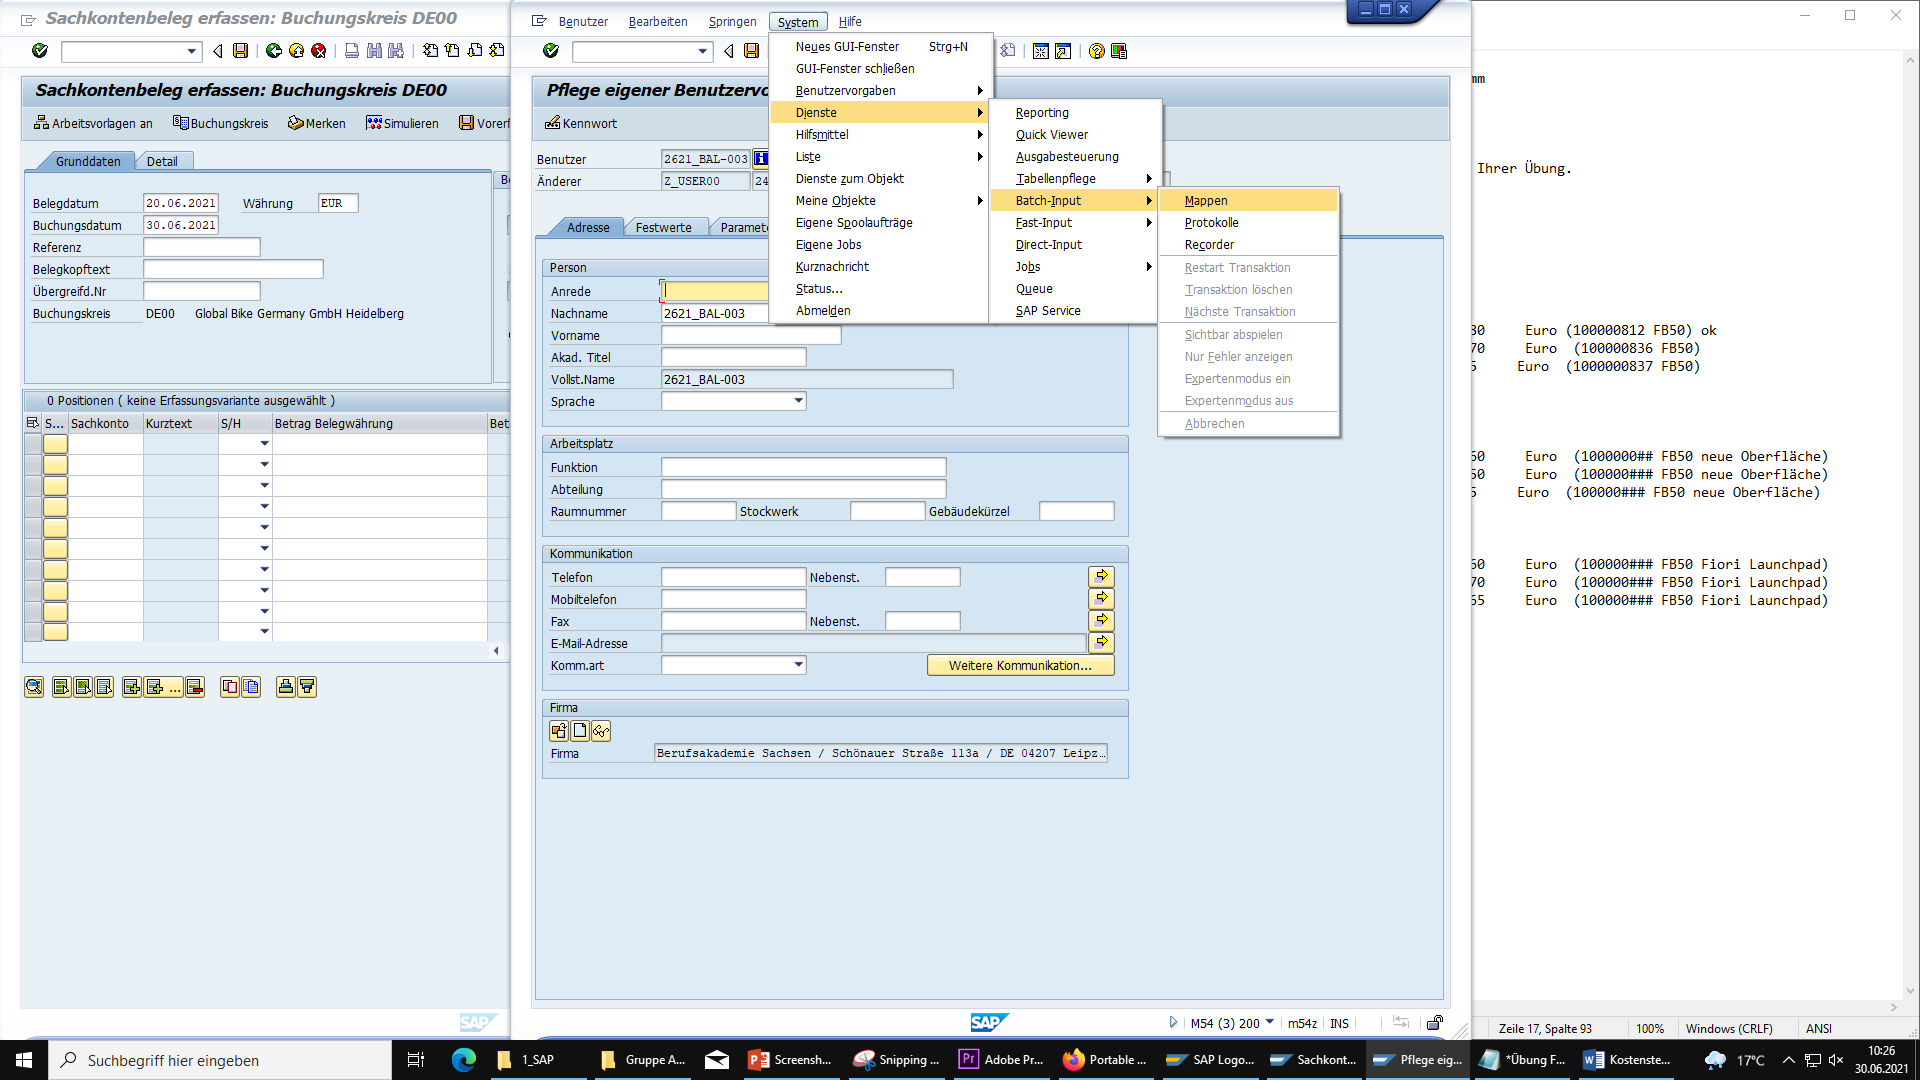 Sachkontenbeleg erfassen: Buchungskreis DE00
Sachkontenbeleg erfassen: Buchungskreis DE00
Arbeitsvorlagen an
Buchungskreis
Merken
Simulieren
Grunddaten
Detail
Belegdatum 20.06.2021 Währung EUR
Buchungsdatum 30.06.2021
Referenz
Belegkopftext
Übergreifd.Nr
Buchungskreis DE00 Global Bike Germany GmbH Heidelberg
0 Positionen ( keine Erfassungsvariante ausgewählt )
S... Sachkonto Kurztext S/H Betrag Belegwährung
...
SAP
Benutzer Bearbeiten Springen System Hilfe
Kennwort
Benutzer 2621_BAL-003
Änderer Z_USER00 24
Adresse
Festwerte
Person
Anrede
Nachname 2621_BAL-003
Vorname
Akad. Titel
Vollst.Name 2621_BAL-003
Sprache
Arbeitsplatz
Funktion
Abteilung
Raumnummer Stockwerk Gebäudekürzel
Kommunikation
Telefon Nebenst.
Mobiltelefon
Fax Nebenst.
E-Mail-Adresse
Komm.art Weitere Kommunikation...
Firma
Firma Berufsakademie Sachsen / Schönauer Straße 113a / DE 04207 Leipz…
SAP
M54 (3) 200 m54z INS
Neues GUI-Fenster Strg+N
GUI-Fenster schließen
Benutzervorgaben
Dienste
Hilfsmittel
Liste
Dienste zum Objekt
Meine Objekte
Eigene Spoolaufträge
Eigene Jobs
Kurznachricht
Status...
Abmelden
Reporting
Quick Viewer
Ausgabesteuerung
Tabellenpflege
Batch-Input
Fast-Input
Direct-Input
Jobs
Queue
SAP Service
Mappen
Protokolle
Recorder
Restart Transaktion
Transaktion löschen
Nächste Transaktion
Sichtbar abspielen
Nur Fehler anzeigen
Expertenmodus ein
Expertenmodus aus
Abbrechen
Ihrer Übung.
Euro (100000812 FB50) ok
70 Euro (100000836 FB50)
5 Euro (100000837 FB50)
Euro (1000000## FB50 neue Oberfläche)
Euro (100000### FB50 neue Oberfläche)
5 Euro (100000### FB50 neue Oberfläche)
Euro (100000### FB50 Fiori Launchpad)
70 Euro (100000### FB50 Fiori Launchpad)
65 Euro (100000### FB50 Fiori Launchpad)
Zeile 17, Spalte 93 100% Windows (CRLF) ANSI
Suchbegriff hier eingeben
1_SAP
Gruppe A...
Screensh...
Snipping ...
Adobe Pr...
Portable ...
SAP Logo...
Sachkont...
Pflege eig...
*Übung F...
Kostenste...
17°C
10:26
30.06.2021